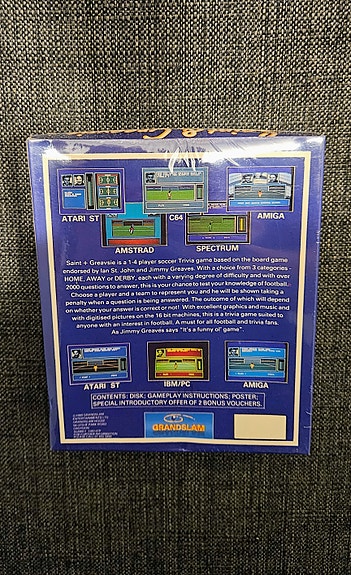 ATARI ST
C64
AMIGA
AMSTRAD
SPECTRUM
Saint + Greavsie is a 1-4 player soccer Trivia game based on the board game
endorsed by Ian St. John and Jimmy Greaves. With a choice from 3 categories -
HOME, AWAY or DERBY, each with a varying degree of difficulty and with over
2000 questions to answer, this is your chance to test your knowledge of football.
Choose a player and a team to represent you and he will be shown taking a
penalty when a question is being answered. The outcome of which will depend
on whether your answer is correct or not! With excellent graphics and music and
with digitised pictures on the 16 bit machines, this is a trivia game suited to
anyone with an interest in football. A must for all football and trivia fans.
As Jimmy Greaves says "It's a funny ol' game".
ATARI ST
IBM/PC
AMIGA
CONTENTS: DISK; GAMEPLAY INSTRUCTIONS; POSTER;
SPECIAL INTRODUCTORY OFFER OF 2 BONUS VOUCHERS.
GRANDSLAM